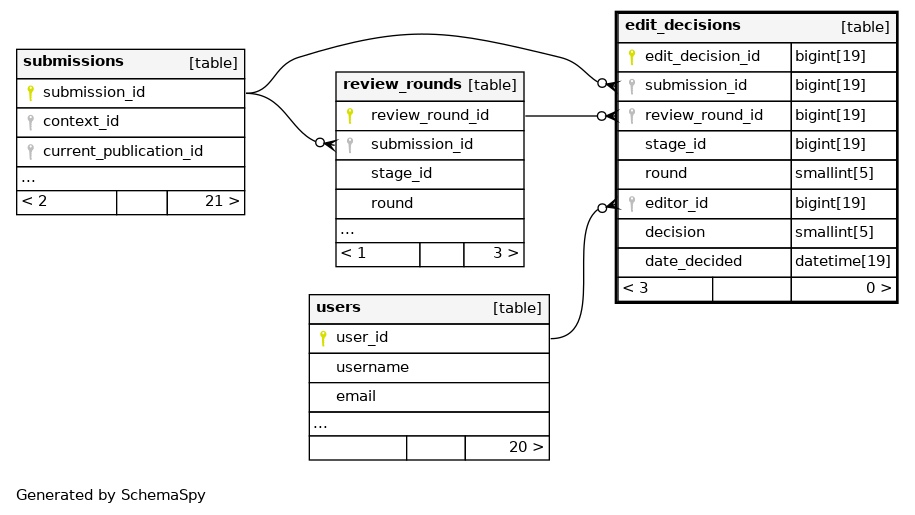 submissions [table]
submission_id
context_id
current_publication_id
...
< 2 21 >
review_rounds [table]
review_round_id
submission_id
stage_id
round
...
< 1 3 >
edit_decisions [table]
edit_decision_id bigint[19]
submission_id bigint[19]
review_round_id bigint[19]
stage_id bigint[19]
round smallint[5]
editor_id bigint[19]
decision smallint[5]
date_decided datetime[19]
< 3 0 >
users [table]
user_id
username
email
...
20 >
Generated by SchemaSpy